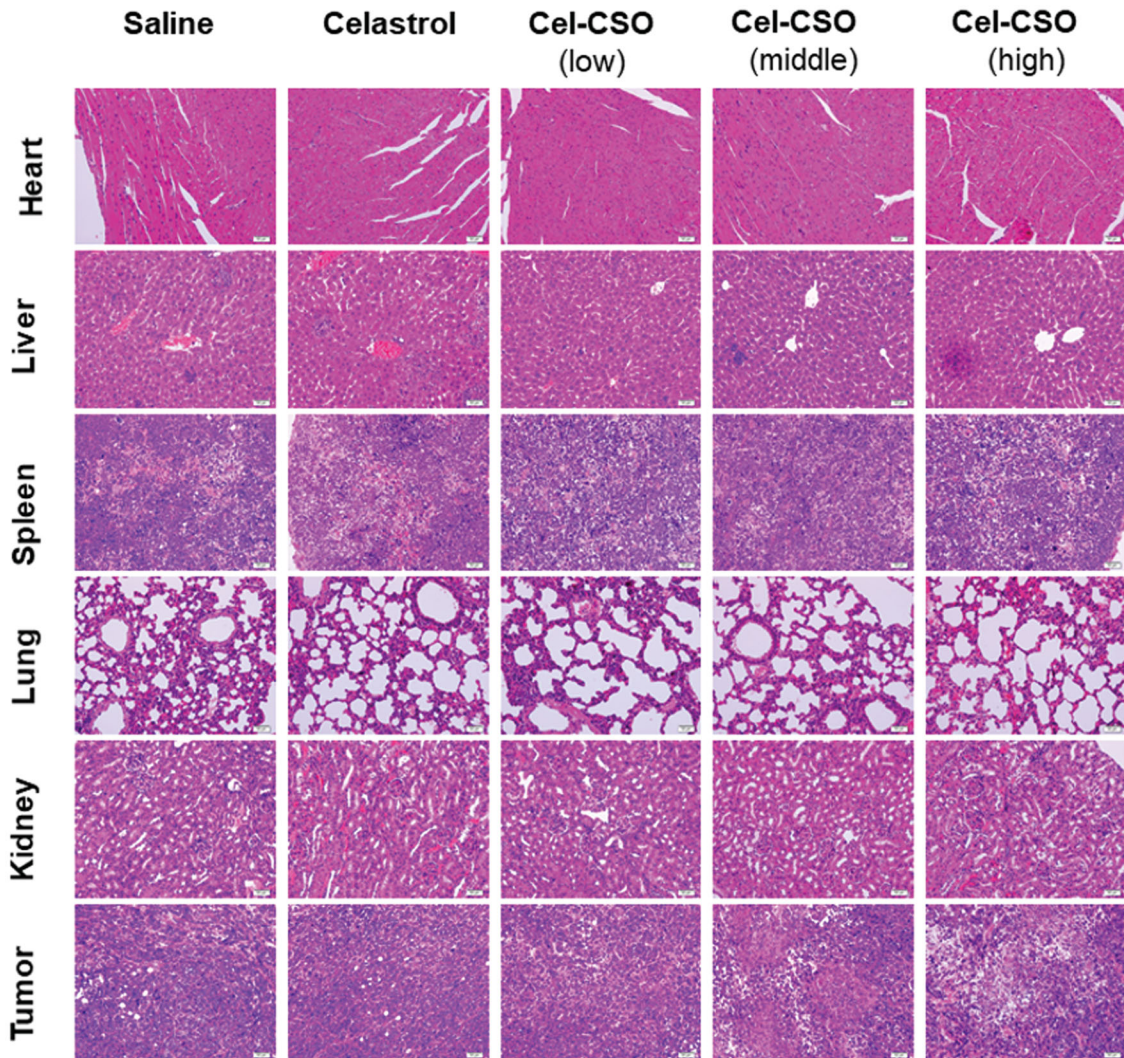 Saline
Celastrol
Cel-CSO
(low)
Cel-CSO
(middle)
Cel-CSO
(high)
Heart
Liver
Spleen
Lung
Kidney
Tumor